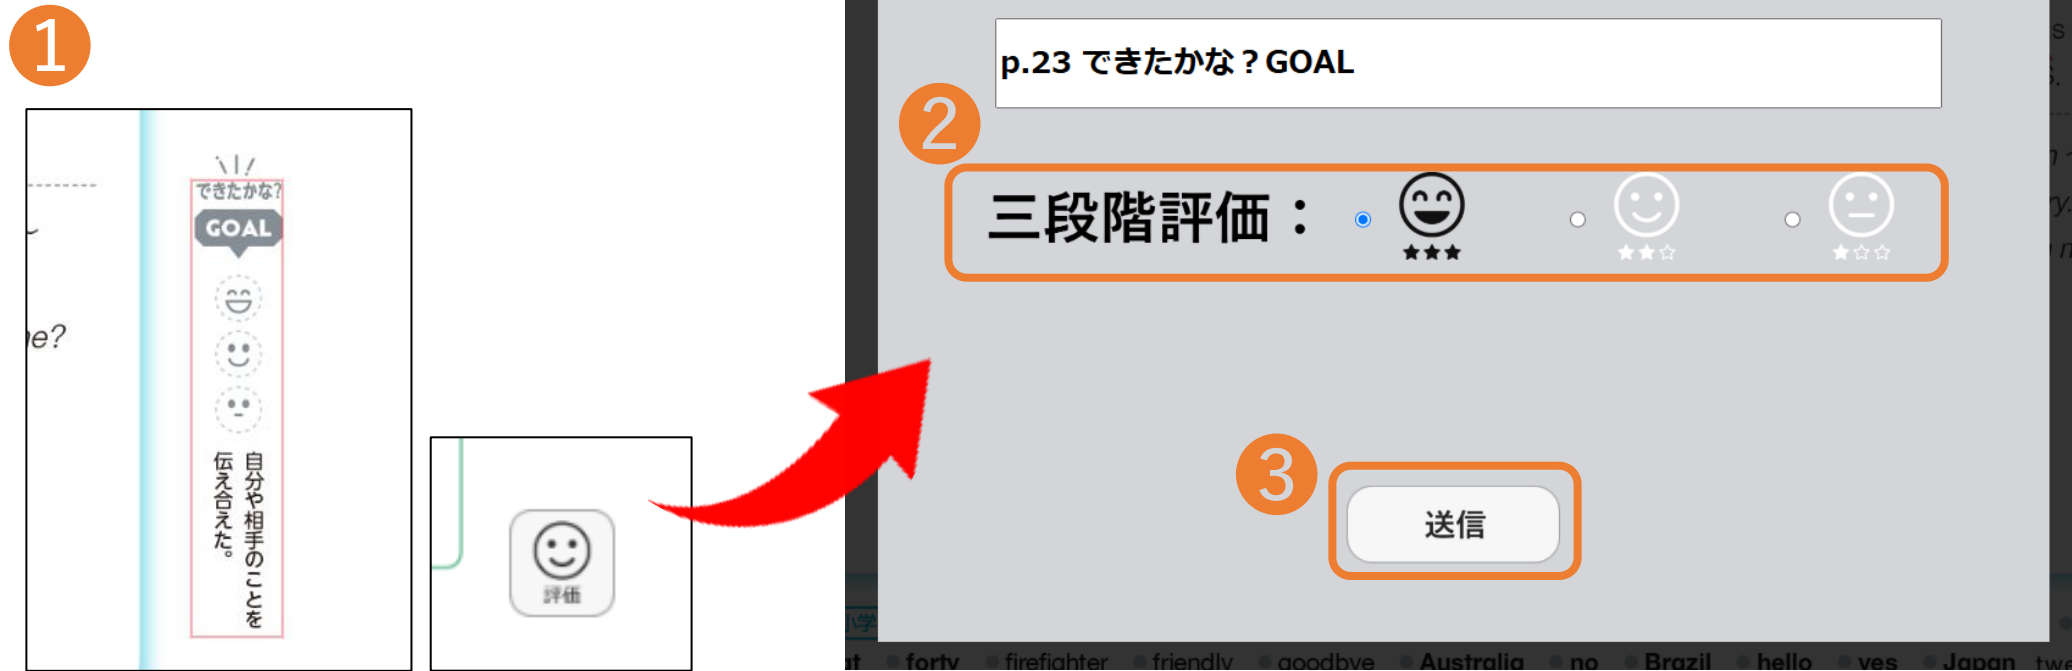 1
できたかな?
GOAL
自分や相手のことを
伝え合えた。
e?
評価
p.23 できたかな？GOAL
2
三段階評価：
★★★
★★☆
★☆☆
3
送信
小学
forty firefighter friendly goodbye Australia no Brazil hello yes Japan